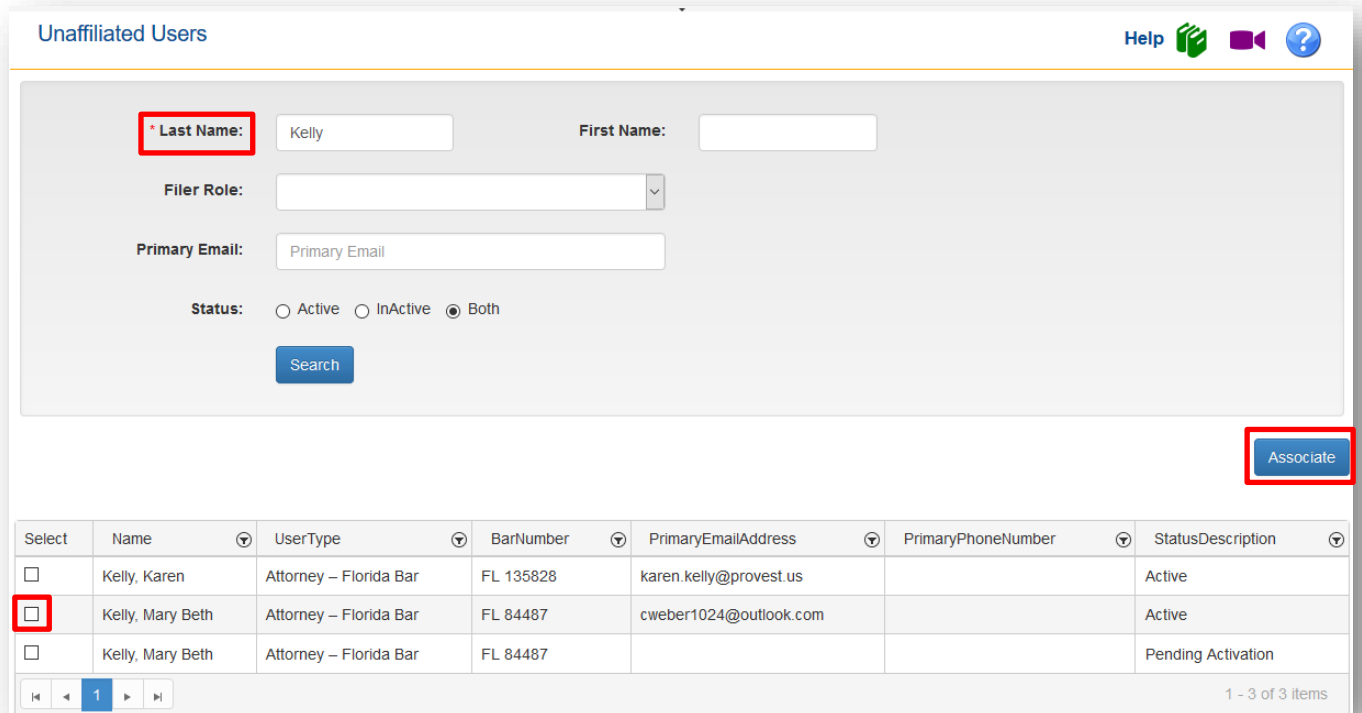 Unaffiliated Users
Help
* Last Name: Kelly First Name:
Filer Role:
Primary Email: Primary Email
Status: Active InActive Both
Search
Associate
Select Name UserType BarNumber PrimaryEmailAddress PrimaryPhoneNumber StatusDescription
Kelly, Karen Attorney – Florida Bar FL 135828 karen.kelly@provest.us Active
Kelly, Mary Beth Attorney – Florida Bar FL 84487 cweber1024@outlook.com Active
Kelly, Mary Beth Attorney – Florida Bar FL 84487 Pending Activation
1 1 - 3 of 3 items